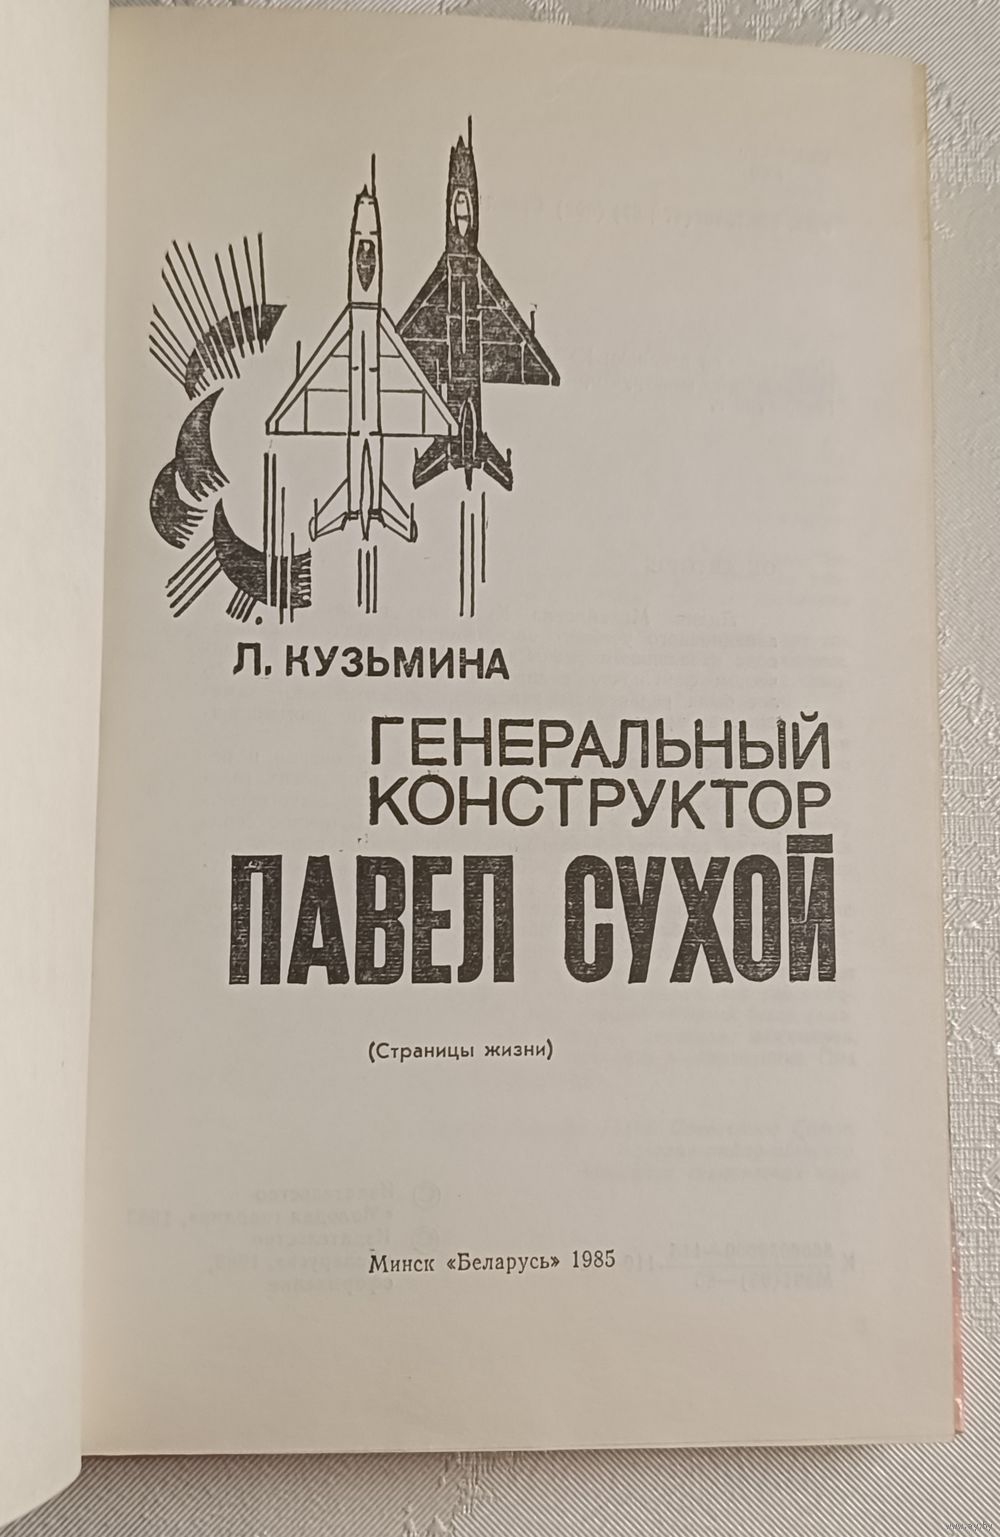 Л. КУЗЬМИНА
ГЕНЕРАЛЬНЫЙ
КОНСТРУКТОР
ПАВЕЛ СУХОЙ
(Страницы жизни)
Минск «Беларусь» 1985